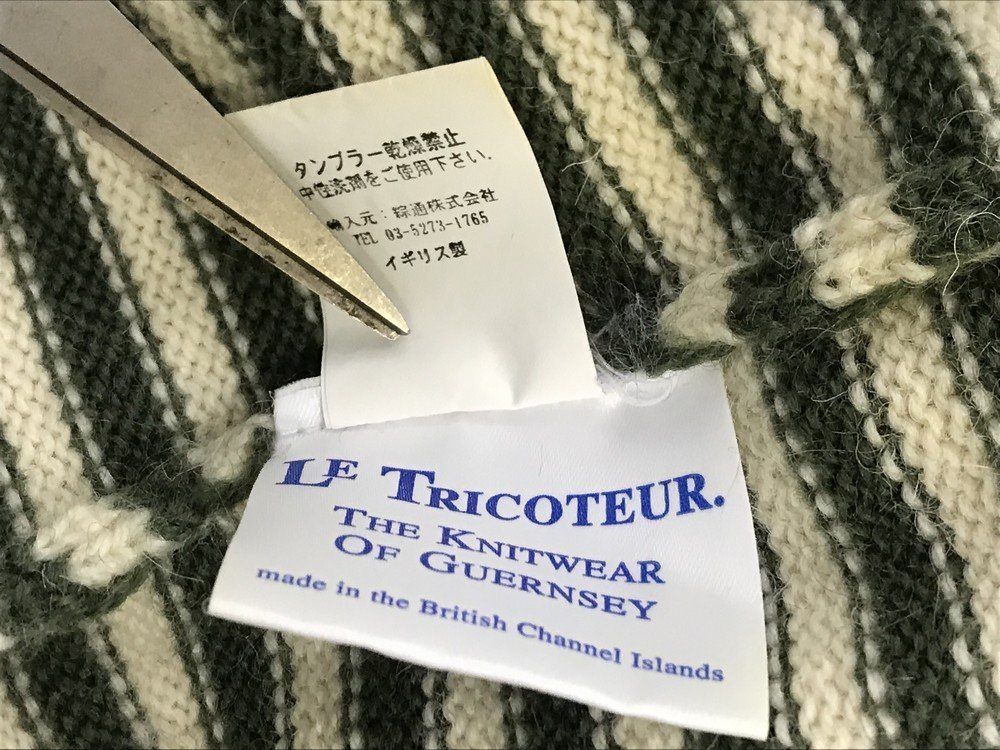 タンブラー乾燥禁止
中性洗剤をご使用下さい.
輸入元：粽通株式会社
TEL 03-5273-1765
イギリス製
LE TRICOTEUR.
THE KNITWEAR
OF GUERNSEY
made in the British Channel Islands